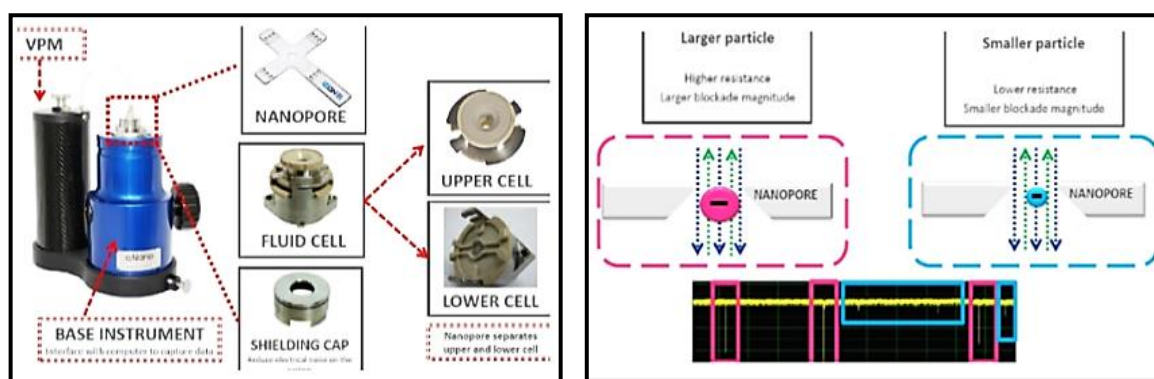 VPM
NANOPORE
FLUID CELL
SHIELDING CAP
Reduce electrical noise on the
BASE INSTRUMENT
Interface with computer to capture data
UPPER CELL
LOWER CELL
Nanopore separates
upper and lower cell
Larger particle
Higher resistance
Larger blockade magnitude
NANOPORE
Smaller particle
Lower resistance
Smaller blockade magnitude
NANOPORE